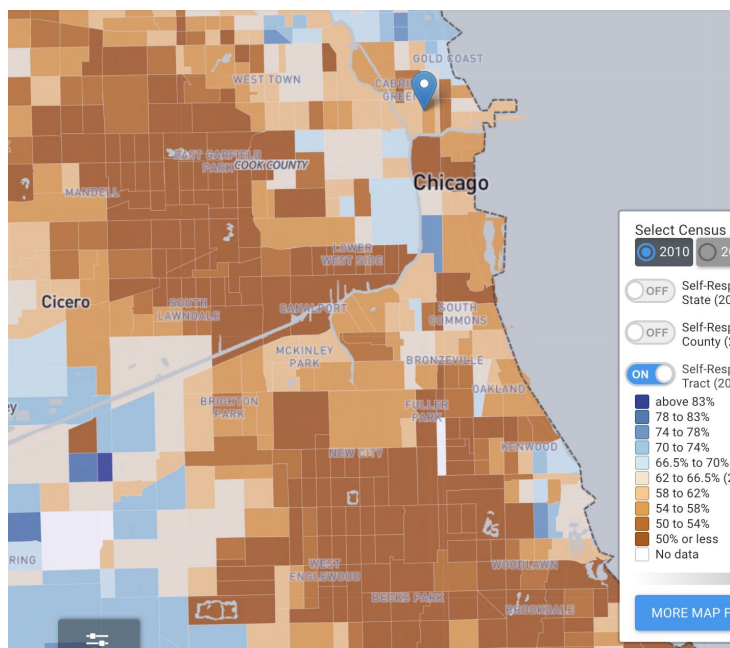 GOLD COAST
WEST TOWN
CABRINI
GREEN
EAST GARFIELD
PARK
COOK COUNTY
MANDELL
Chicago
LOWER
WEST SIDE
Cicero
SOUTH
LAWNDALE
CANALPORT
SOUTH
COMMONS
MCKINLEY
PARK
BRONZEVILLE
BRIGHTON
PARK
OAKLAND
FULLER
PARK
ey
NEW CITY
KENWOOD
RING
WEST
ENGLEWOOD
WOODLAWN
BECKS PARK
BROOKDALE
Select Census
2010
2
OFF
Self-Resp
State (20
OFF
Self-Resp
County (2
ON
Self-Resp
Tract (20
above 83%
78 to 83%
74 to 78%
70 to 74%
66.5% to 70%
62 to 66.5% (2
58 to 62%
54 to 58%
50 to 54%
50% or less
No data
MORE MAP F